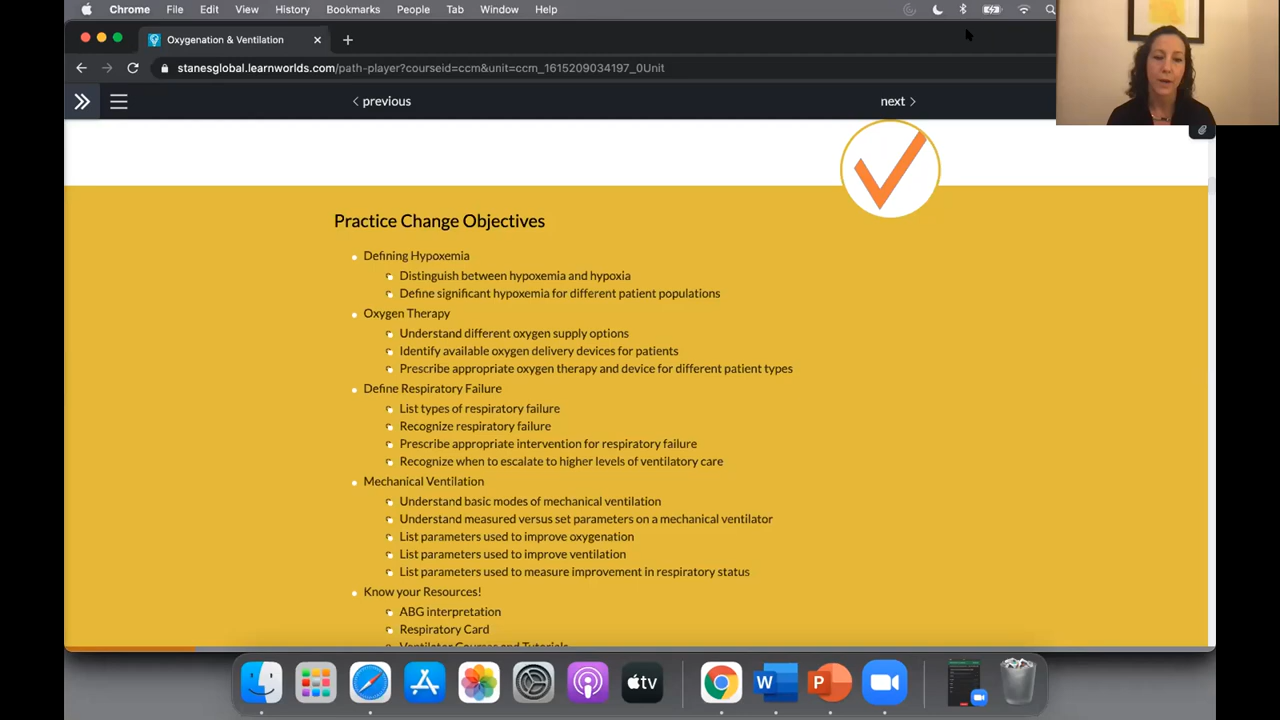 Chrome File Edit View History Bookmarks People Tab Window Help
Oxygenation & Ventilation
stanesglobal.learnworlds.com/path-player?courseid=ccm&unit=ccm_1615209034197_0Unit
previous next
Practice Change Objectives
Defining Hypoxemia
Distinguish between hypoxemia and hypoxia
Define significant hypoxemia for different patient populations
Oxygen Therapy
Understand different oxygen supply options
Identify available oxygen delivery devices for patients
Prescribe appropriate oxygen therapy and device for different patient types
Define Respiratory Failure
List types of respiratory failure
Recognize respiratory failure
Prescribe appropriate intervention for respiratory failure
Recognize when to escalate to higher levels of ventilatory care
Mechanical Ventilation
Understand basic modes of mechanical ventilation
Understand measured versus set parameters on a mechanical ventilator
List parameters used to improve oxygenation
List parameters used to improve ventilation
List parameters used to measure improvement in respiratory status
Know your Resources!
ABG interpretation
Respiratory Card
Ventilator Courses and Tutorials
W P tv